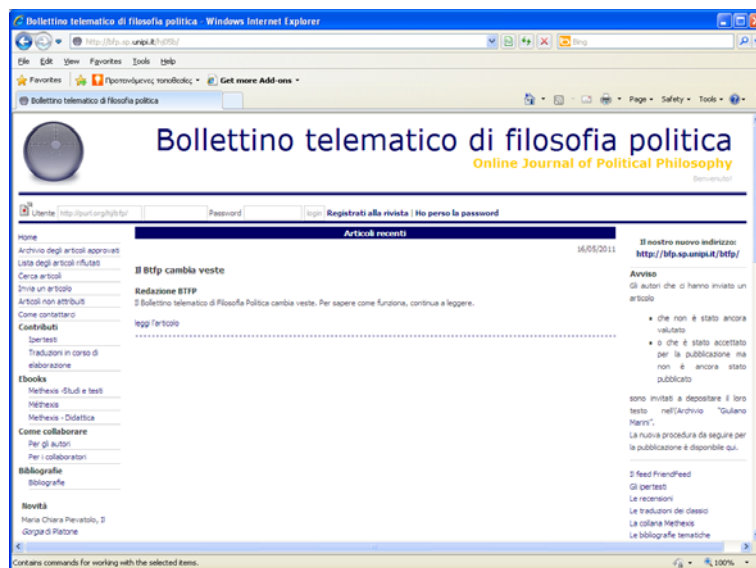 Bollettino telematico di filosofia politica - Windows Internet Explorer
http://bfp.sp.unipi.it/hj05b/
Bing
File Edit View Favorites Tools Help
Favorites Προτεινόμενες τοποθεσίες Get more Add-ons
Bollettino telematico di filosofia politica
Page Safety Tools
Bollettino telematico di filosofia politica
Online Journal of Political Philosophy
Benvenuto!
Utente http://purl.org/hj/bfp/ Password login Registrati alla rivista | Ho perso la password
Home
Archivio degli articoli approvati
Lista degli articoli rifiutati
Cerca articoli
Invia un articolo
Articoli non attribuiti
Come contattarci
Contributi
Ipertesti
Traduzioni in corso di
elaborazione
Ebooks
Methexis -Studi e testi
Méthexis
Methexis - Didattica
Come collaborare
Per gli autori
Per i collaboratori
Bibliografie
Bibliografie
Novità
Maria Chiara Pievatolo, Il
Gorgia di Platone
Articoli recenti
16/05/2011
Il Btfp cambia veste
Redazione BTFP
Il Bollettino telematico di Filosofia Politica cambia veste. Per sapere come funziona, continua a leggere.
leggi l'articolo
Il nostro nuovo indirizzo:
http://bfp.sp.unipi.it/btfp/
Avviso
Gli autori che ci hanno inviato un
articolo
che non è stato ancora
valutato
o che è stato accettato
per la pubblicazione ma
non è ancora stato
pubblicato
sono invitati a depositare il loro
testo nell'(Archivio "Giuliano
Marini".
La nuova procedura da seguire per
la pubblicazione è disponibile qui.
Il feed FriendFeed
Gli ipertesti
Le recensioni
Le traduzioni dei classici
La collana Methexis
Le bibliografie tematiche
Contains commands for working with the selected items.
100%